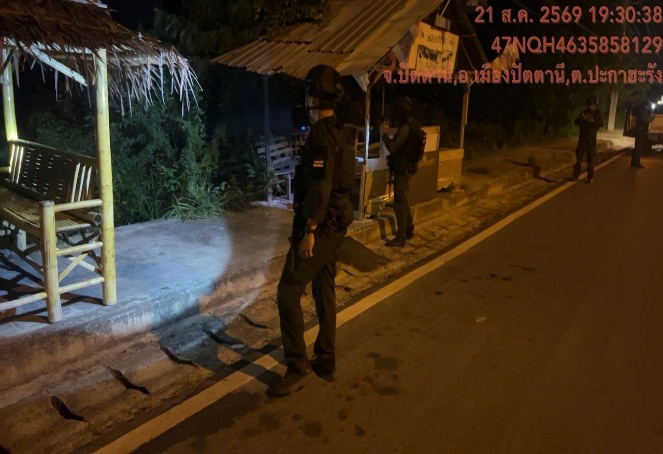 21 ส.ค. 2569 19:30:38
47NQH4635858129
จ.ปัตตานี,อ.เมืองปัตตานี,ต.ปะกาฮะรัง